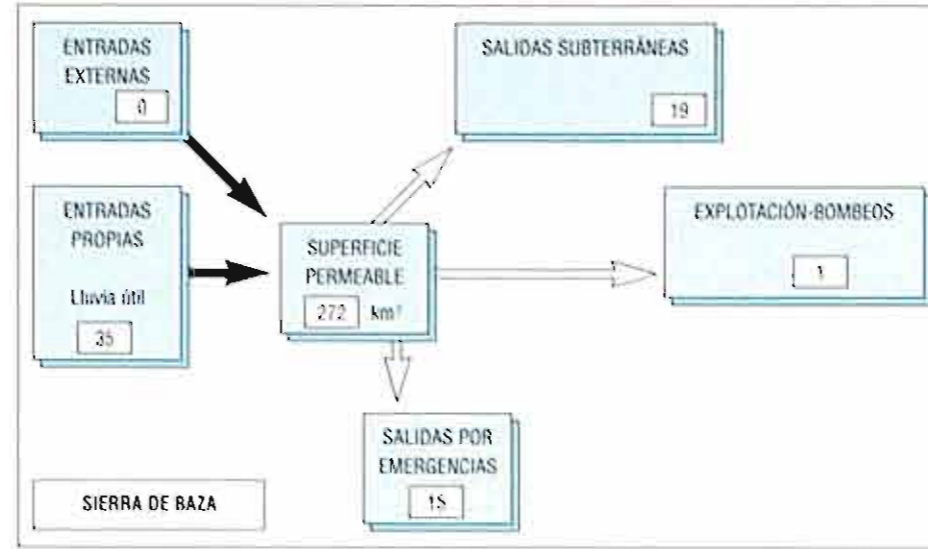 ENTRADAS
EXTERNAS
0
SALIDAS SUBTERRÁNEAS
19
ENTRADAS
PROPIAS
Lluvia útil
35
SUPERFICIE
PERMEABLE
272 km²
EXPLOTACIÓN-BOMBEOS
1
SALIDAS POR
EMERGENCIAS
15
SIERRA DE BAZA